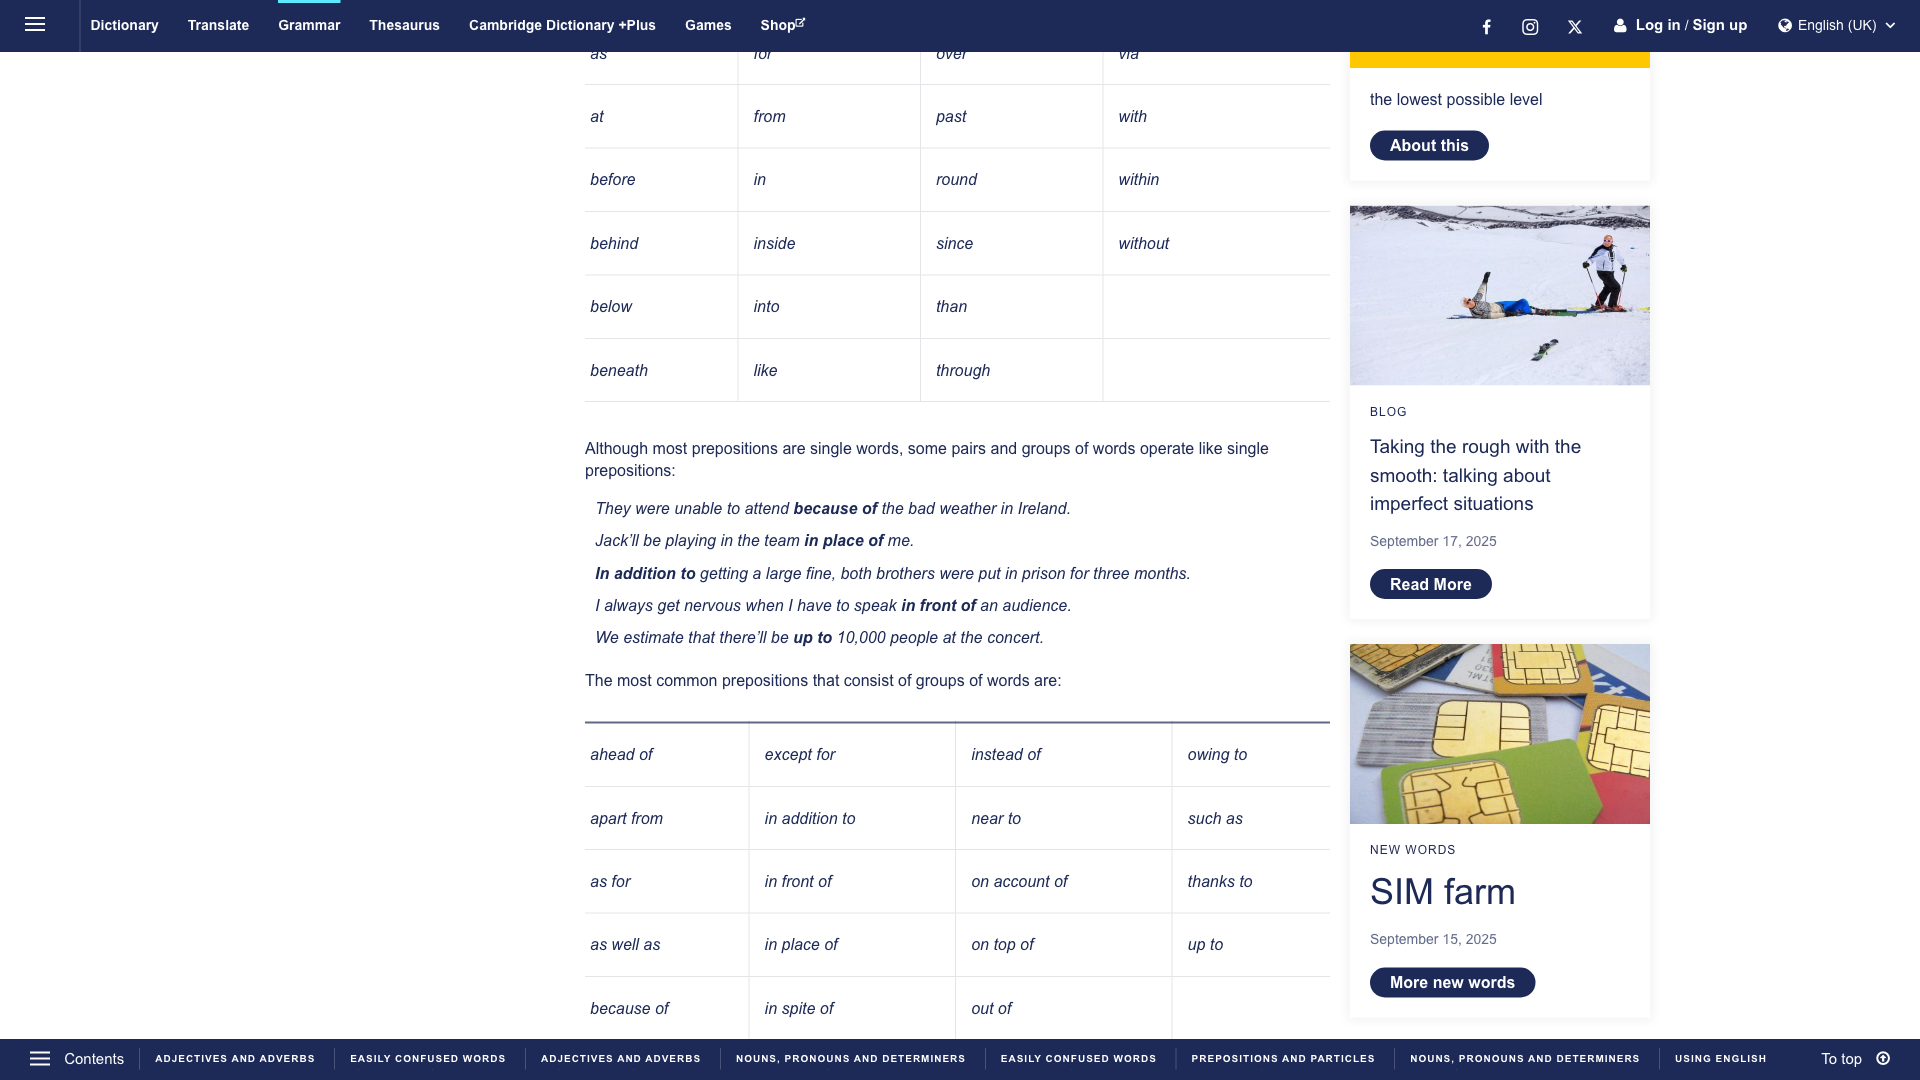 Dictionary Translate Grammar Thesaurus Cambridge Dictionary +Plus Games Shop Log in / Sign up English (UK)
as for over via
at from past with
before in round within
behind inside since without
below into than
beneath like through
Although most prepositions are single words, some pairs and groups of words operate like single
prepositions:
They were unable to attend because of the bad weather in Ireland.
Jack’ll be playing in the team in place of me.
In addition to getting a large fine, both brothers were put in prison for three months.
I always get nervous when I have to speak in front of an audience.
We estimate that there’ll be up to 10,000 people at the concert.
The most common prepositions that consist of groups of words are:
ahead of except for instead of owing to
apart from in addition to near to such as
as for in front of on account of thanks to
as well as in place of on top of up to
because of in spite of out of
the lowest possible level
About this
BLOG
Taking the rough with the
smooth: talking about
imperfect situations
September 17, 2025
Read More
NEW WORDS
SIM farm
September 15, 2025
More new words
Contents ADJECTIVES AND ADVERBS EASILY CONFUSED WORDS ADJECTIVES AND ADVERBS NOUNS, PRONOUNS AND DETERMINERS EASILY CONFUSED WORDS PREPOSITIONS AND PARTICLES NOUNS, PRONOUNS AND DETERMINERS USING ENGLISH To top